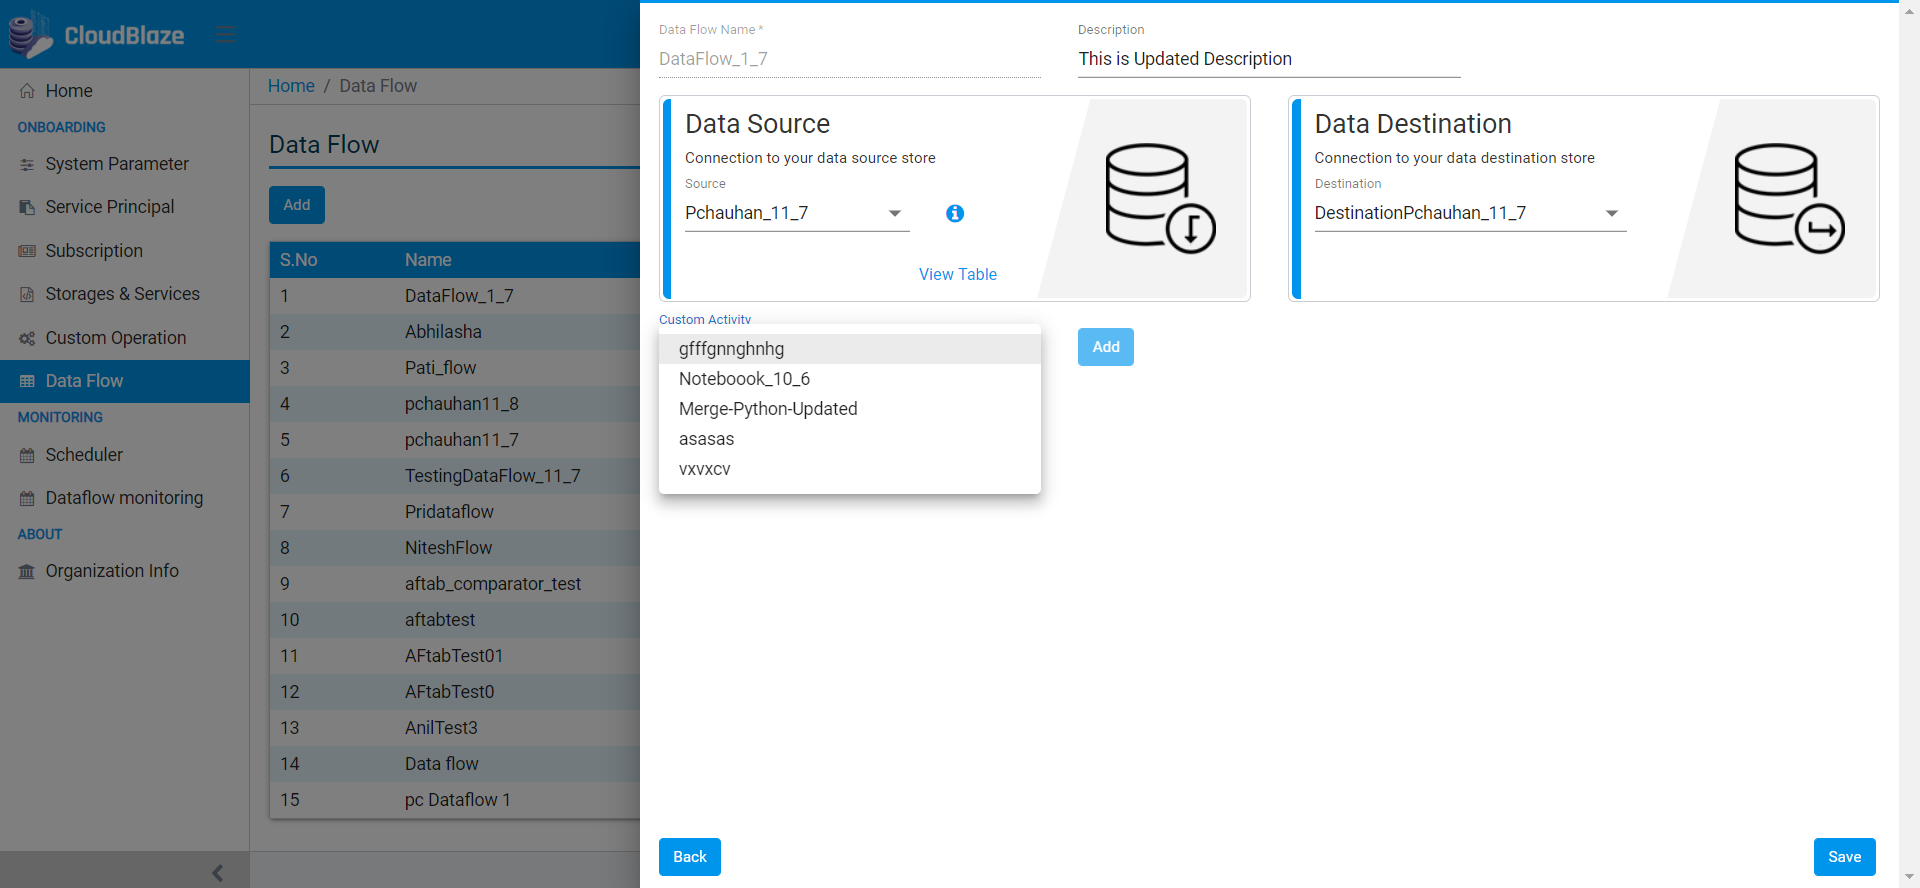 CloudBlaze
Home
ONBOARDING
System Parameter
Service Principal
Subscription
Storages & Services
Custom Operation
Data Flow
MONITORING
Scheduler
Dataflow monitoring
ABOUT
Organization Info
Home / Data Flow
Data Flow
Add
S.No Name
1 DataFlow_1_7
2 Abhilasha
3 Pati_flow
4 pchauhan11_8
5 pchauhan11_7
6 TestingDataFlow_11_7
7 Pridataflow
8 NiteshFlow
9 aftab_comparator_test
10 aftabtest
11 AFtabTest01
12 AFtabTest0
13 AnilTest3
14 Data flow
15 pc Dataflow 1
Data Flow Name *
DataFlow_1_7
Description
This is Updated Description
Data Source
Connection to your data source store
Source
Pchauhan_11_7
View Table
Data Destination
Connection to your data destination store
Destination
DestinationPchauhan_11_7
Custom Activity
gfffgnnghnhg
Noteboook_10_6
Merge-Python-Updated
asasas
vxvxcv
Add
Back
Save